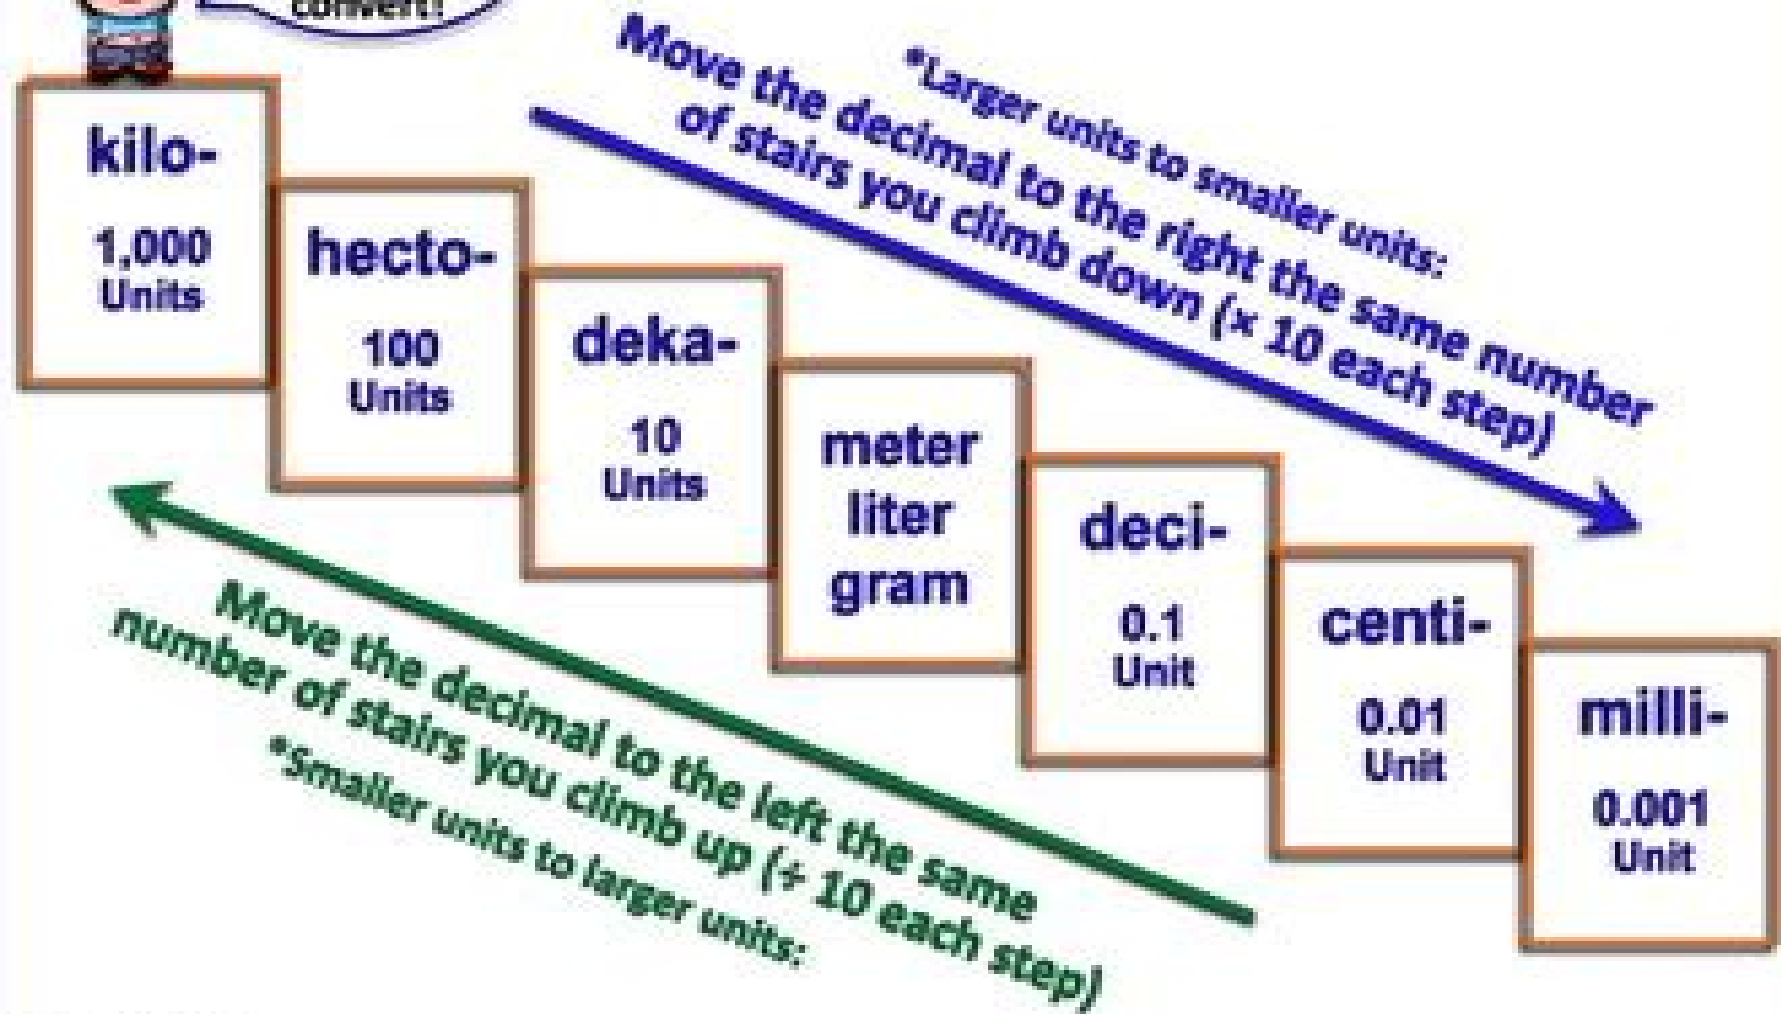 convert!
*Larger units to smaller units:
Move the decimal to the right the same number
of stairs you climb down (x 10 each step)
kilo-
1,000
Units
hecto-
100
Units
deka-
10
Units
meter
liter
gram
deci-
0.1
Unit
centi-
0.01
Unit
milli-
0.001
Unit
Move the decimal to the left the same
number of stairs you climb up (÷ 10 each step)
*Smaller units to larger units: